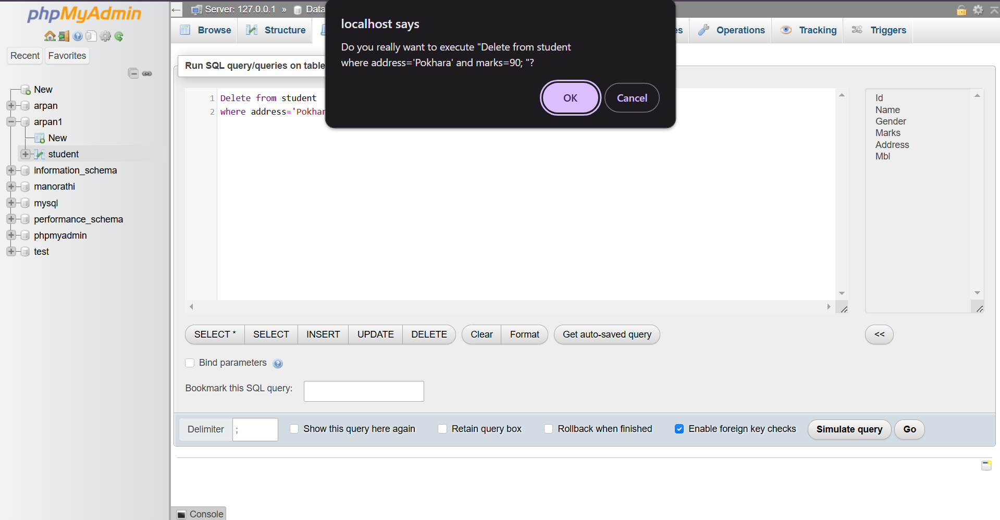 phpMyAdmin
Recent Favorites
New
arpan
arpan1
New
student
information_schema
manorathi
mysql
performance_schema
phpmyadmin
test
Server: 127.0.0.1 »
Browse Structure Operations Tracking Triggers
Run SQL query/queries on table
localhost says
Do you really want to execute "Delete from student
where address='Pokhara' and marks=90; "?
OK Cancel
1 Delete from student
2 where address='Pokhar
Id
Name
Gender
Marks
Address
Mbl
SELECT * SELECT INSERT UPDATE DELETE Clear Format Get auto-saved query <<
Bind parameters
Bookmark this SQL query:
Delimiter ; Show this query here again Retain query box Rollback when finished Enable foreign key checks Simulate query Go
Console